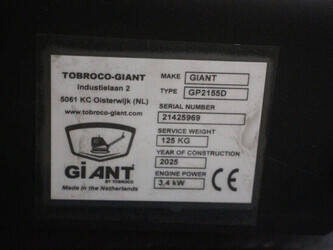 TOBROCO-GIANT
Industielaan 2
5061 KC Oisterwijk (NL)
www.tobroco-giant.com
GiANT
BY TOBROCO
Made in the Netherlands
MAKE GIANT
TYPE GP2155D
SERIAL NUMBER
21425969
SERVICE WEIGHT
125 KG
YEAR OF CONSTRUCTION
2025
ENGINE POWER
3,4 kW
CE